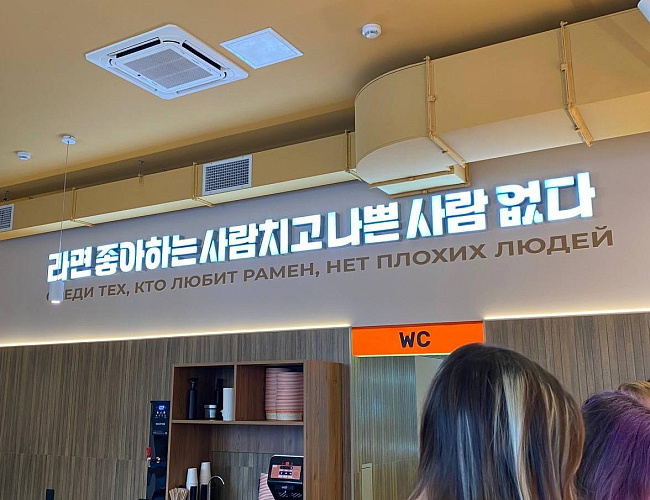 라면 좋아하는 사람치고 나쁜 사람 없다
СРЕДИ ТЕХ, КТО ЛЮБИТ РАМЕН, НЕТ ПЛОХИХ ЛЮДЕЙ
WC